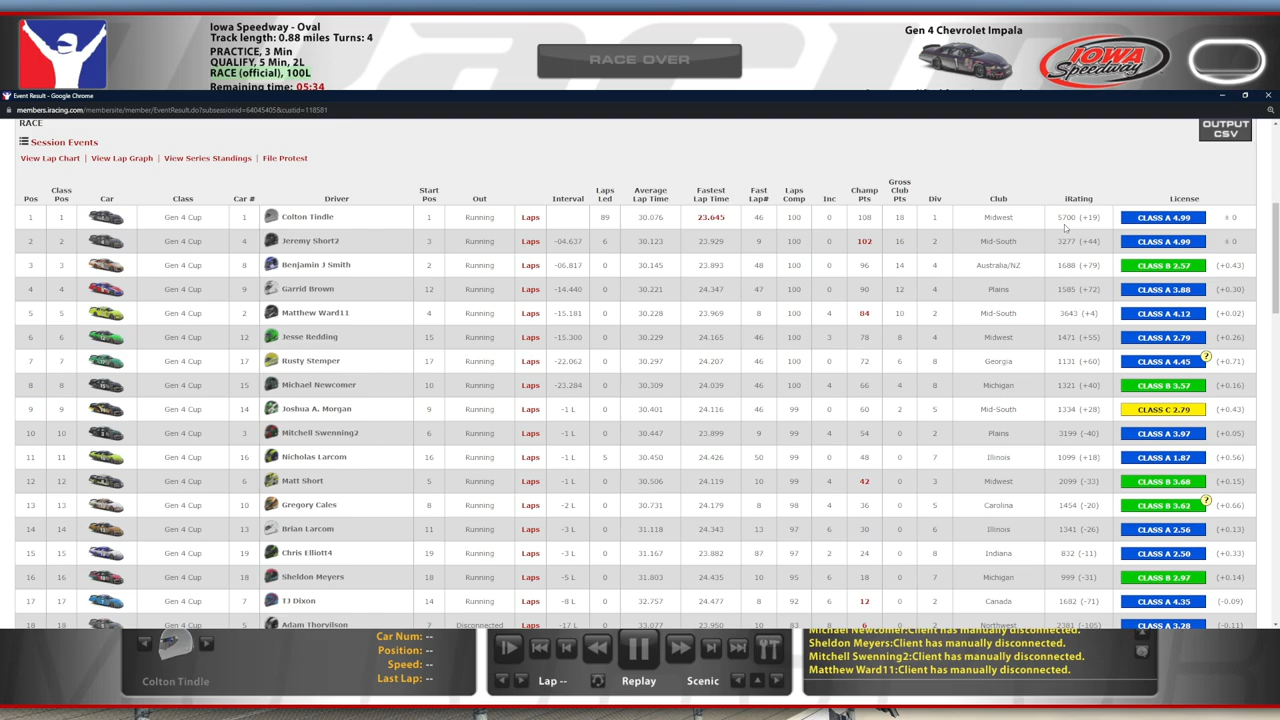 Iowa Speedway - Oval
Track length: 0.88 miles Turns: 4
PRACTICE, 3 Min
QUALIFY, 5 Min, 2L
RACE (official), 100L
Remaining time: 05:34
RACE OVER
Gen 4 Chevrolet Impala
IOWA Speedway
Event Result - Google Chrome
members.iracing.com/membersite/member/EventResult.do?subsessionid=64045405&custid=118581
RACE
OUTPUT CSV
Session Events
View Lap Chart | View Lap Graph | View Series Standings | File Protest
Pos Class Pos Car Class Car # Driver Start Pos Out Interval Laps Led Average Lap Time Fastest Lap Time Fast Lap# Laps Comp Inc Champ Pts Gross Club Pts Div Club iRating License
1 1 Gen 4 Cup 1 Colton Tindle 1 Running Laps 89 30.076 23.645 46 100 0 108 18 1 Midwest 5700 (+19) CLASS A 4.99 ± 0
2 2 Gen 4 Cup 4 Jeremy Short2 3 Running Laps -04.637 6 30.123 23.929 9 100 0 102 16 2 Mid-South 3277 (+44) CLASS A 4.99 ± 0
3 3 Gen 4 Cup 8 Benjamin J Smith 2 Running Laps -06.817 0 30.145 23.893 48 100 0 96 14 4 Australia/NZ 1688 (+79) CLASS B 2.57 (+0.43)
4 4 Gen 4 Cup 9 Garrid Brown 12 Running Laps -14.440 0 30.221 24.347 47 100 0 90 12 4 Plains 1585 (+72) CLASS A 3.88 (+0.30)
5 5 Gen 4 Cup 2 Matthew Ward11 4 Running Laps -15.181 0 30.228 23.969 8 100 4 84 10 2 Mid-South 3643 (+4) CLASS A 4.12 (+0.02)
6 6 Gen 4 Cup 12 Jesse Redding 15 Running Laps -15.300 0 30.229 24.165 46 100 3 78 8 4 Midwest 1471 (+55) CLASS A 2.79 (+0.26)
7 7 Gen 4 Cup 17 Rusty Stemper 17 Running Laps -22.062 0 30.297 24.207 46 100 0 72 6 8 Georgia 1131 (+60) CLASS A 4.45 ? (+0.71)
8 8 Gen 4 Cup 15 Michael Newcomer 10 Running Laps -23.284 0 30.309 24.039 46 100 4 66 4 8 Michigan 1321 (+40) CLASS B 3.57 (+0.16)
9 9 Gen 4 Cup 14 Joshua A. Morgan 9 Running Laps -1 L 0 30.401 24.116 46 99 0 60 2 5 Mid-South 1334 (+28) CLASS C 2.79 (+0.43)
10 10 Gen 4 Cup 3 Mitchell Swenning2 6 Running Laps -1 L 0 30.447 23.899 9 99 4 54 0 2 Plains 3199 (-40) CLASS A 3.97 (+0.05)
11 11 Gen 4 Cup 16 Nicholas Larcom 16 Running Laps -1 L 5 30.450 24.426 50 99 0 48 0 7 Illinois 1099 (+18) CLASS A 1.87 (+0.56)
12 12 Gen 4 Cup 6 Matt Short 5 Running Laps -1 L 0 30.506 24.119 10 99 4 42 0 3 Mid-South 2099 (-33) CLASS B 3.68 (+0.15)
13 13 Gen 4 Cup 10 Gregory Cales 8 Running Laps -2 L 0 30.731 24.179 8 98 4 36 0 5 Carolina 1454 (-20) CLASS B 3.62 ? (+0.66)
14 14 Gen 4 Cup 13 Brian Larcom 11 Running Laps -3 L 0 31.118 24.343 13 97 6 30 0 6 Illinois 1341 (-26) CLASS A 2.56 (+0.13)
15 15 Gen 4 Cup 19 Chris Elliott4 19 Running Laps -3 L 0 31.167 23.882 87 97 2 24 0 8 Indiana 832 (-11) CLASS A 2.50 (+0.33)
16 16 Gen 4 Cup 18 Sheldon Meyers 18 Running Laps -5 L 0 31.803 24.435 10 95 6 18 0 7 Michigan 999 (-31) CLASS B 2.97 (+0.14)
17 17 Gen 4 Cup 7 TJ Dixon 14 Running Laps -8 L 0 32.757 24.477 8 92 6 12 0 2 Canada 1682 (-71) CLASS A 4.35 (-0.09)
18 18 Gen 4 Cup 5 Adam Thorvilson 7 Disconnected Laps -17 L 0 33.077 23.950 10 83 8 6 0 2 Northwest 2381 (-105) CLASS A 3.28 (-0.11)
Colton Tindle
Car Num: --
Position: --
Speed: --
Last Lap: --
Lap -- Replay Scenic
Michael Newcomer:Client has manually disconnected.
Sheldon Meyers:Client has manually disconnected.
Mitchell Swenning2:Client has manually disconnected.
Matthew Ward11:Client has manually disconnected.